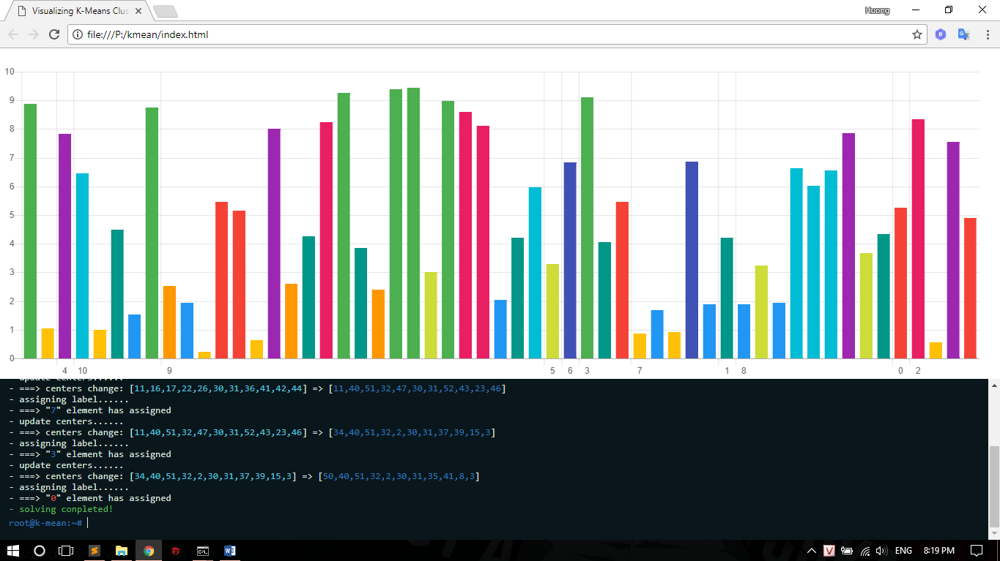 Visualizing K-Means Clus
Huong
file:///P:/kmean/index.html
10
9
8
7
6
5
4
3
2
1
0
4 10 9 5 6 3 7 1 8 0 2
- update centers......
- ===> centers change: [11,16,17,22,26,30,31,36,41,42,44] => [11,40,51,32,47,30,31,52,43,23,46]
- assigning label......
- ===> "7" element has assigned
- update centers......
- ===> centers change: [11,40,51,32,47,30,31,52,43,23,46] => [34,40,51,32,2,30,31,37,39,15,3]
- assigning label......
- ===> "3" element has assigned
- update centers......
- ===> centers change: [34,40,51,32,2,30,31,37,39,15,3] => [50,40,51,32,2,30,31,35,41,8,3]
- assigning label......
- ===> "0" element has assigned
- solving conpleted!
root@k-mean:~#
ENG 8:19 PM